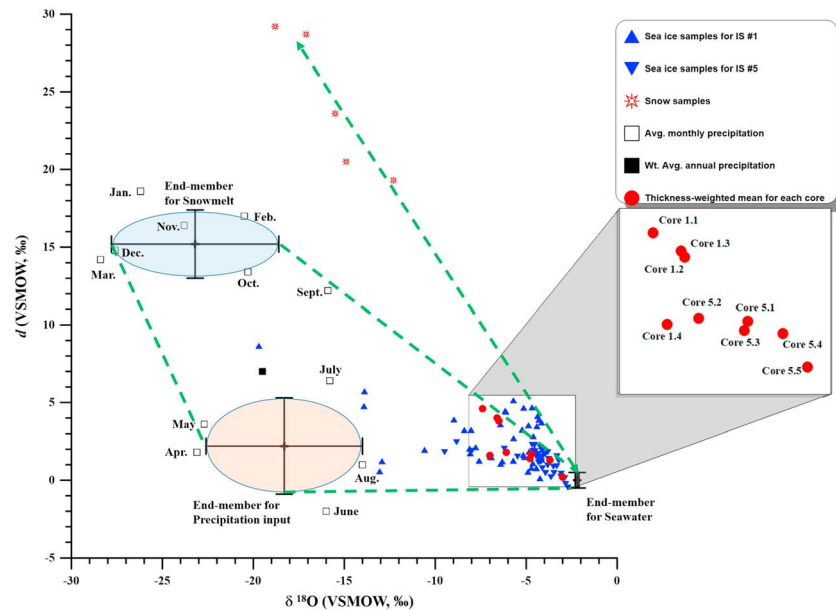 30
25
20
15
10
5
0
-5
d (VSMOW, ‰)
-30
-25
-20
-15
-10
-5
0
δ ¹⁸O (VSMOW, ‰)
Jan.
End-member
for Snowmelt
Feb.
Nov.
Dec.
Mar.
Oct.
Sept.
July
May
Apr.
Aug.
End-member for
Precipitation input
June
End-member
for Seawater
Sea ice samples for IS #1
Sea ice samples for IS #5
Snow samples
Avg. monthly precipitation
Wt. Avg. annual precipitation
Thickness-weighted mean for each core
Core 1.1
Core 1.3
Core 1.2
Core 5.2
Core 5.1
Core 1.4
Core 5.3
Core 5.4
Core 5.5